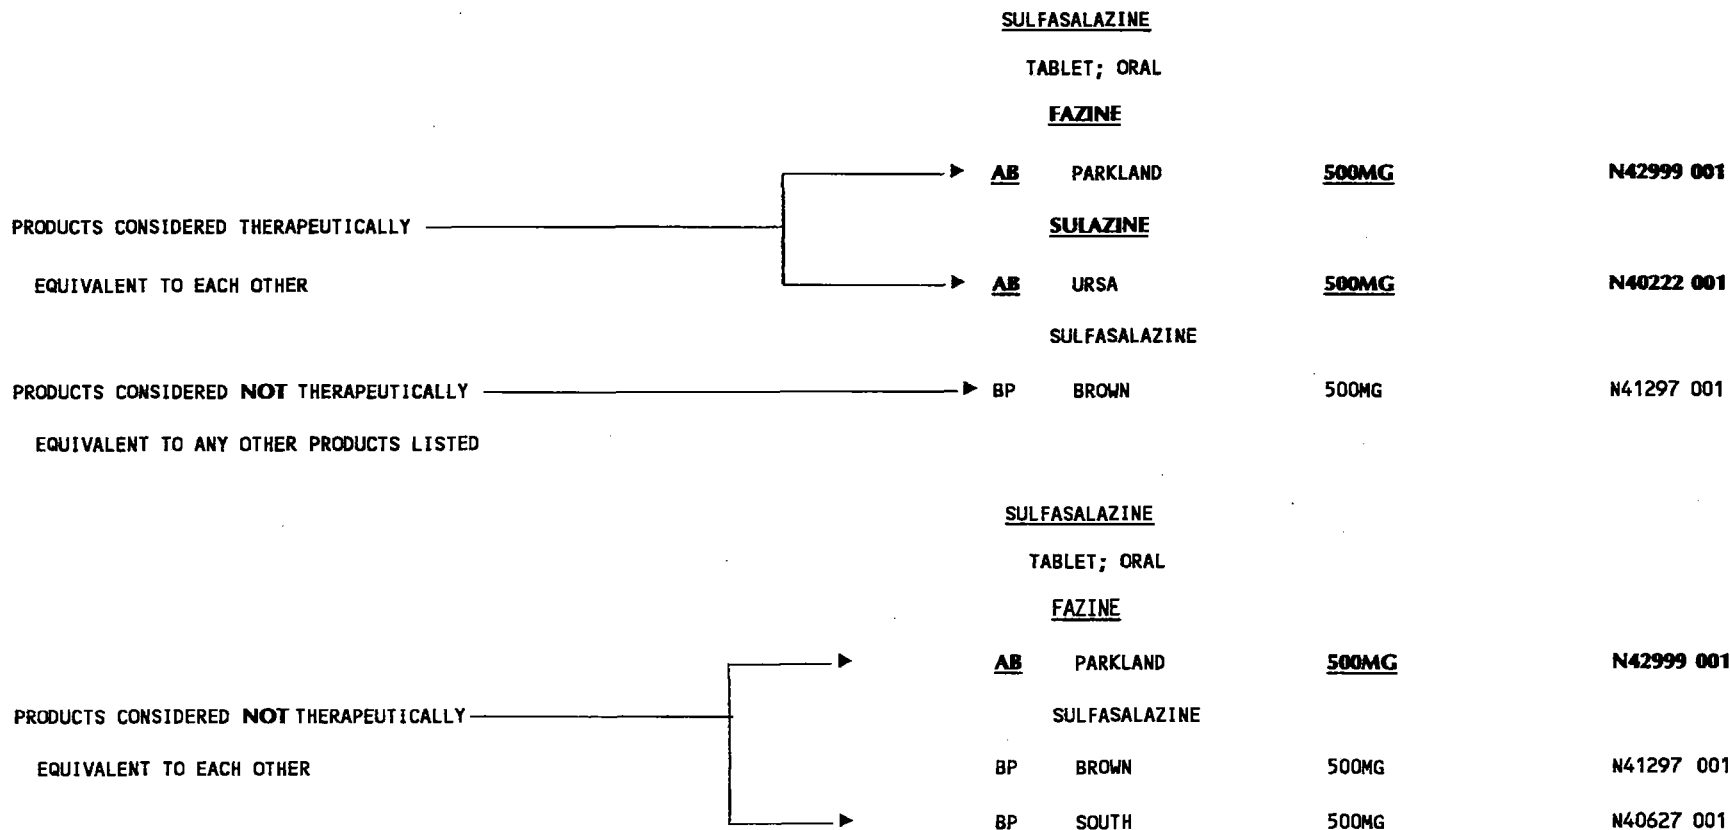 SULFASALAZINE
TABLET; ORAL
FAZINE
AB PARKLAND 500MG N42999 001
PRODUCTS CONSIDERED THERAPEUTICALLY SULAZINE
EQUIVALENT TO EACH OTHER AB URSA 500MG N40222 001
SULFASALAZINE
PRODUCTS CONSIDERED NOT THERAPEUTICALLY BP BROWN 500MG N41297 001
EQUIVALENT TO ANY OTHER PRODUCTS LISTED
SULFASALAZINE
TABLET; ORAL
FAZINE
AB PARKLAND 500MG N42999 001
PRODUCTS CONSIDERED NOT THERAPEUTICALLY SULFASALAZINE
EQUIVALENT TO EACH OTHER BP BROWN 500MG N41297 001
BP SOUTH 500MG N40627 001